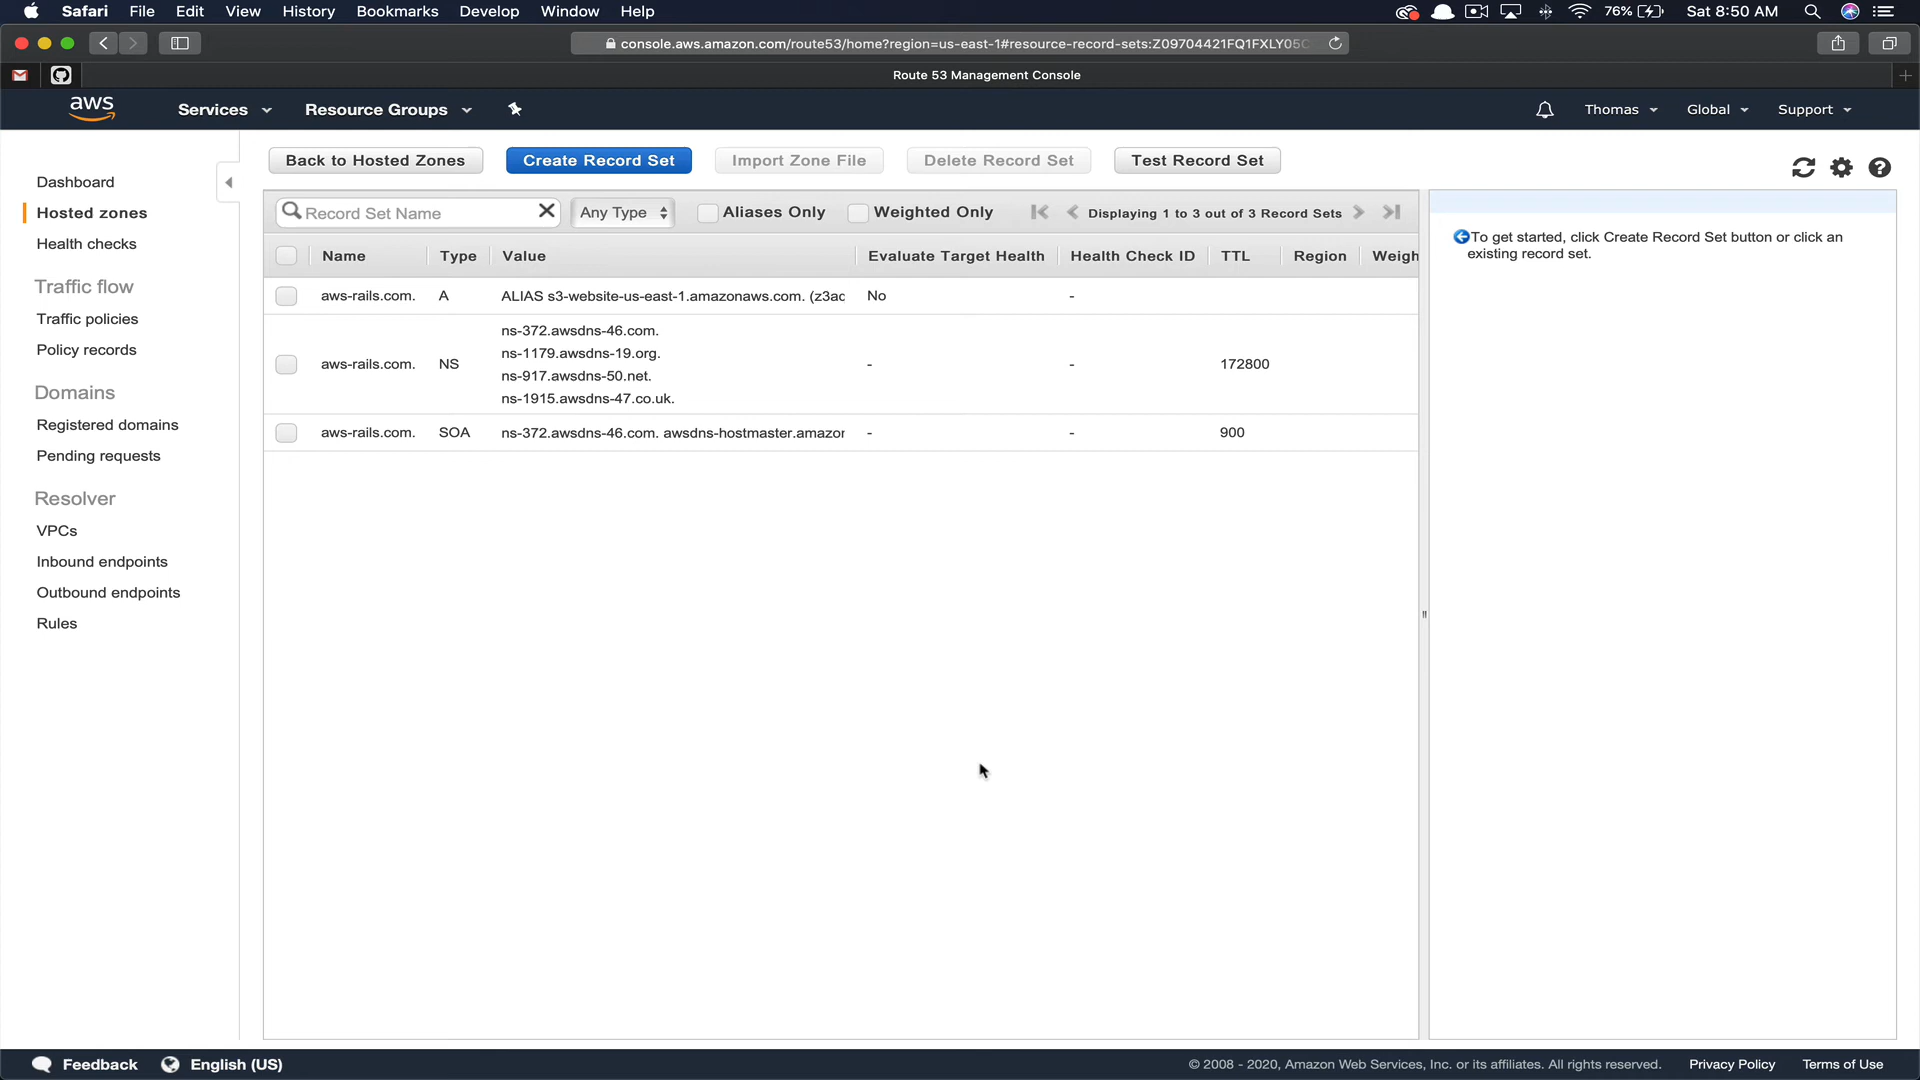 Safari File Edit View History Bookmarks Develop Window Help 76% Sat 8:50 AM
console.aws.amazon.com/route53/home?region=us-east-1#resource-record-sets:Z09704421FQ1FXLY05C
Route 53 Management Console
aws Services Resource Groups Thomas Global Support
Back to Hosted Zones Create Record Set Import Zone File Delete Record Set Test Record Set
Dashboard
Hosted zones
Health checks
Traffic flow
Traffic policies
Policy records
Domains
Registered domains
Pending requests
Resolver
VPCs
Inbound endpoints
Outbound endpoints
Rules
Record Set Name Any Type Aliases Only Weighted Only Displaying 1 to 3 out of 3 Record Sets
Name Type Value Evaluate Target Health Health Check ID TTL Region Weigh
aws-rails.com. A ALIAS s3-website-us-east-1.amazonaws.com. (z3ac No -
ns-372.awsdns-46.com.
ns-1179.awsdns-19.org.
aws-rails.com. NS - - 172800
ns-917.awsdns-50.net.
ns-1915.awsdns-47.co.uk.
aws-rails.com. SOA ns-372.awsdns-46.com. awsdns-hostmaster.amazor - - 900
To get started, click Create Record Set button or click an
existing record set.
Feedback English (US) © 2008 - 2020, Amazon Web Services, Inc. or its affiliates. All rights reserved. Privacy Policy Terms of Use